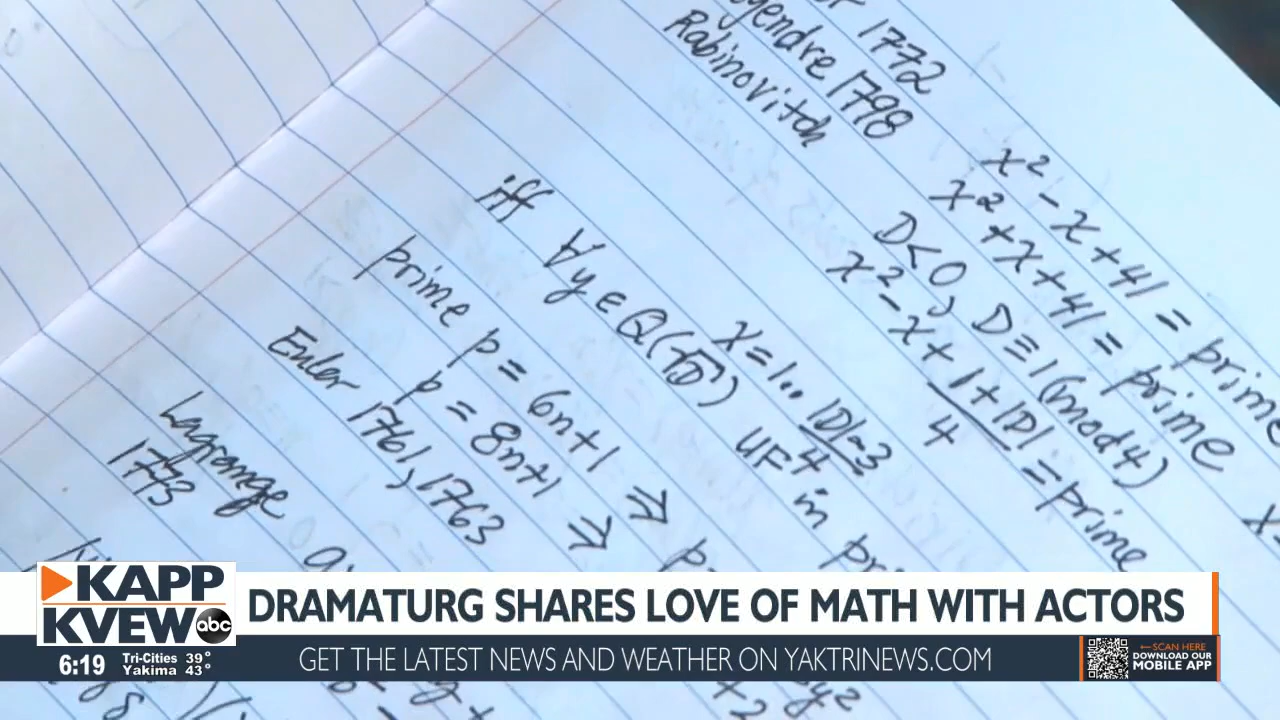 1772
Legendre 1798
Rabinovitch
x² - x + 41 = prime
x² + x + 41 = prime
D < 0, D ≡ 1 (mod 4)
x² - x + (1+|D|)/4 = prime
x = 1.. (|D|-3)/4
iff ∀y ∈ Q(√D) UF in
prime p = 6n+1 ⇒
p = 8n+1 ⇒
Euler 1761, 1763
Lagrange
1773
KAPP
KVEW abc
DRAMATURG SHARES LOVE OF MATH WITH ACTORS
6:19
Tri-Cities 39°
Yakima 43°
GET THE LATEST NEWS AND WEATHER ON YAKTRINEWS.COM
←SCAN HERE
DOWNLOAD OUR
MOBILE APP